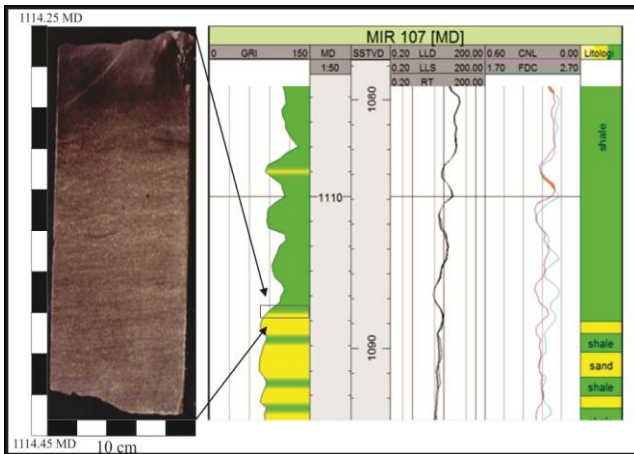 1114.25 MD
MIR 107 [MD]
0 GRI 150 MD SSTVD 0.20 LLD 200.00 0.60 CNL 0.00 Litologi
1:50 0.20 LLS 200.00 1.70 FDC 2.70
0.20 RT 200.00
1080
shale
1110
1090
shale
sand
shale
1114.45 MD
10 cm